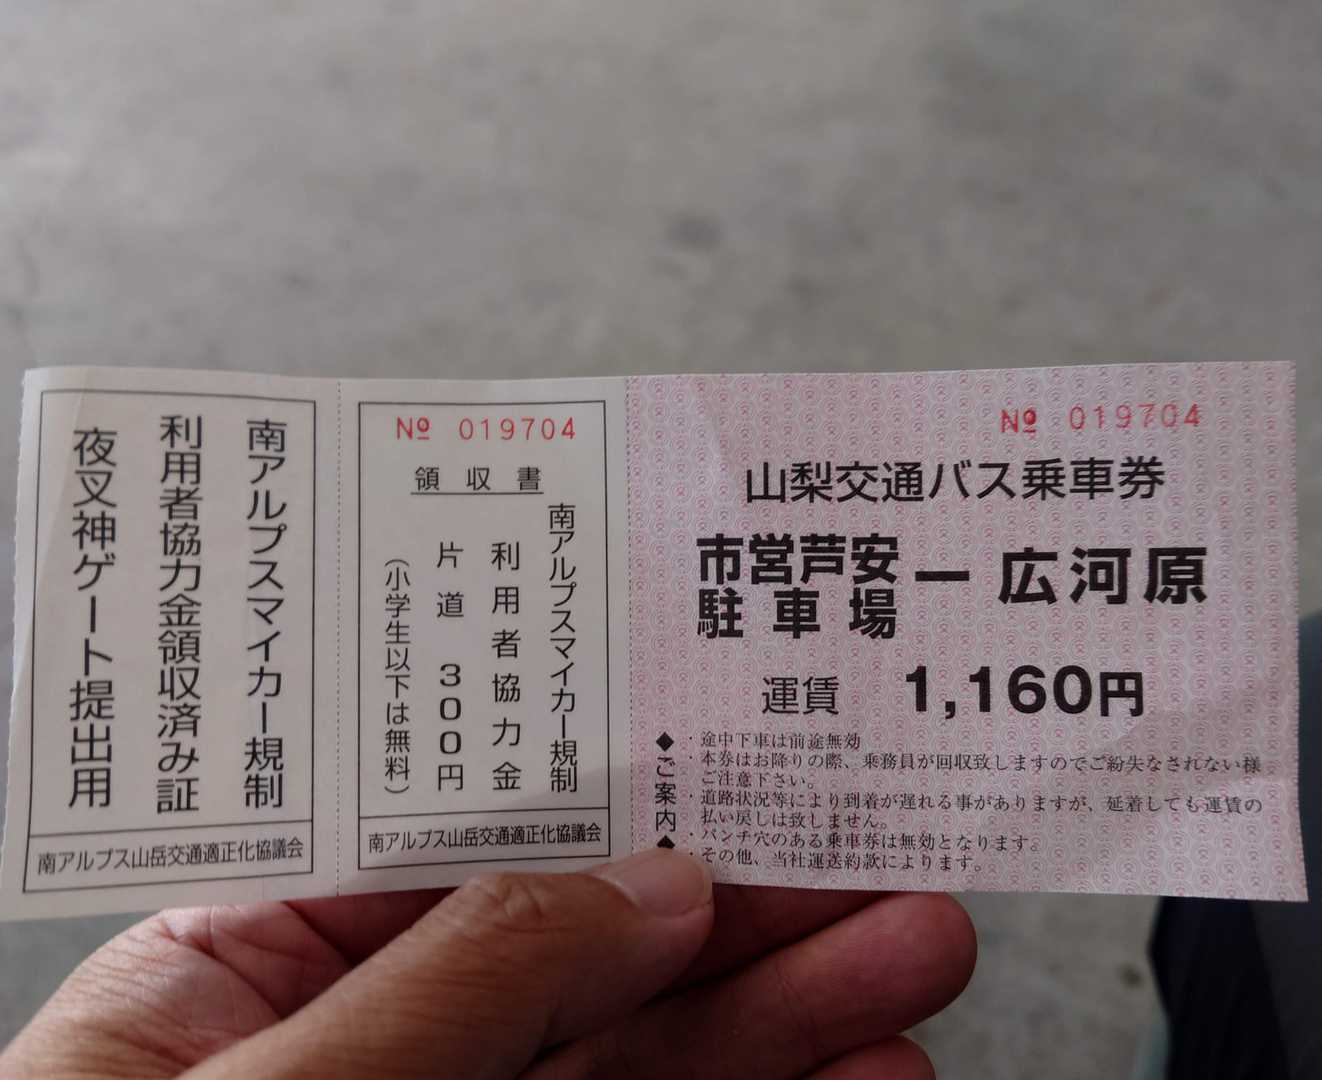 南アルプスマイカー規制
利用者協力金領収済み証
夜叉神ゲート提出用
南アルプス山岳交通適正化協議会
№ 019704
領収書
南アルプスマイカー規制
利用者協力金
片道 300円
(小学生以下は無料)
南アルプス山岳交通適正化協議会
№ 019704
山梨交通バス乗車券
市営芦安
駐車場
ー広河原
運賃 1,160円
◆ご案内◆
・途中下車は前途無効
・本券はお降りの際、乗務員が回収致しますのでご紛失なされない様
ご注意下さい。
・道路状況等により到着が遅れる事がありますが、延着しても運賃の
払い戻しは致しません。
・パンチ穴のある乗車券は無効となります。
・その他、当社運送約款によります。